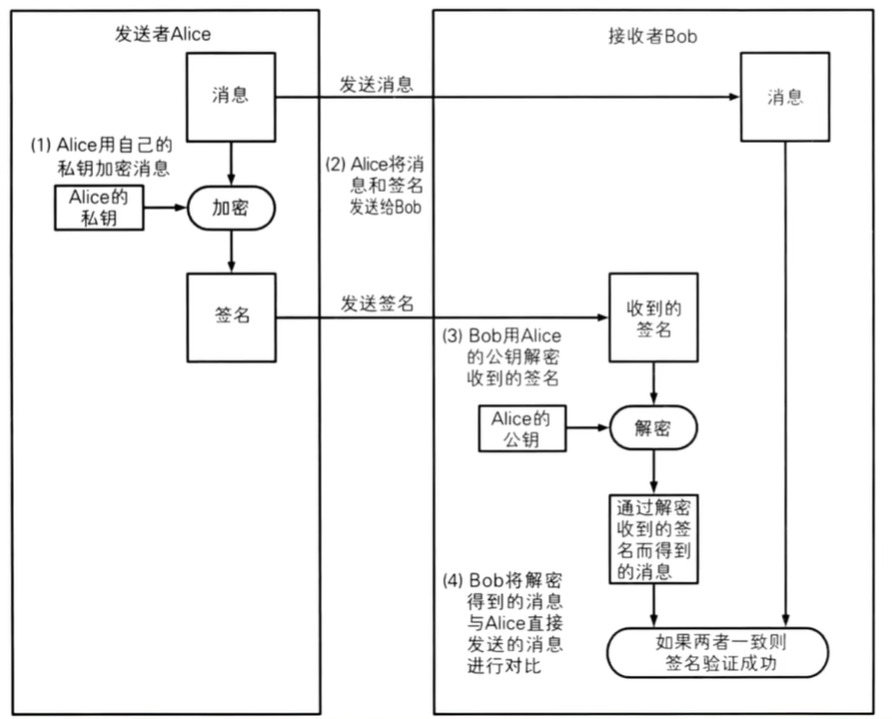 发送者Alice
接收者Bob
消息
发送消息
消息
(1) Alice用自己的
私钥加密消息
(2) Alice将消
息和签名
发送给Bob
Alice的
私钥
加密
签名
发送签名
收到的
签名
(3) Bob用Alice
的公钥解密
收到的签名
Alice的
公钥
解密
通过解密
收到的签
名而得到
的消息
(4) Bob将解密
得到的消息
与Alice直接
发送的消息
进行对比
如果两者一致则
签名验证成功